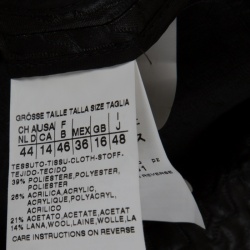 GRÖSSE TAILLE TALLA SIZE TAGLIA
CH A USA F MEX GB J
NL D CA B
44 14 46 36 16 48
TESSUTO-TISSU-CLOTH-STOFF-
TEJIDO-TECIDO
39% POLIESTERE,POLYESTER,
POLIESTER
26% ACRILICA,ACRYLIC,
ACRYLIQUE,POLYACRYL,
ACRILICO
21% ACETATO,ACETATE,ACETAT
14% LANA,WOOL,LAINE,WOLLE,LA
CARE INSTRUCTIONS ON REVERSE
REVERSE